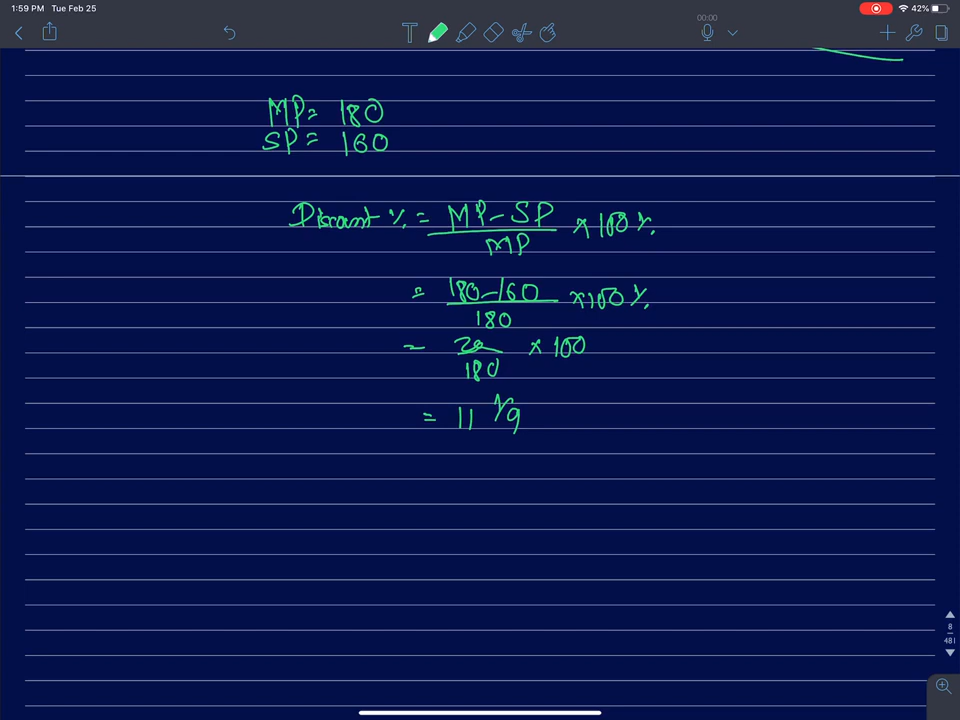 1:59 PM Tue Feb 25
42%
00:00
MP= 180
SP= 160
Discount % = MP-SP/MP ×100%
= 180-160/180 ×100%
= 20/180 ×100
= 11 1/9
8
481